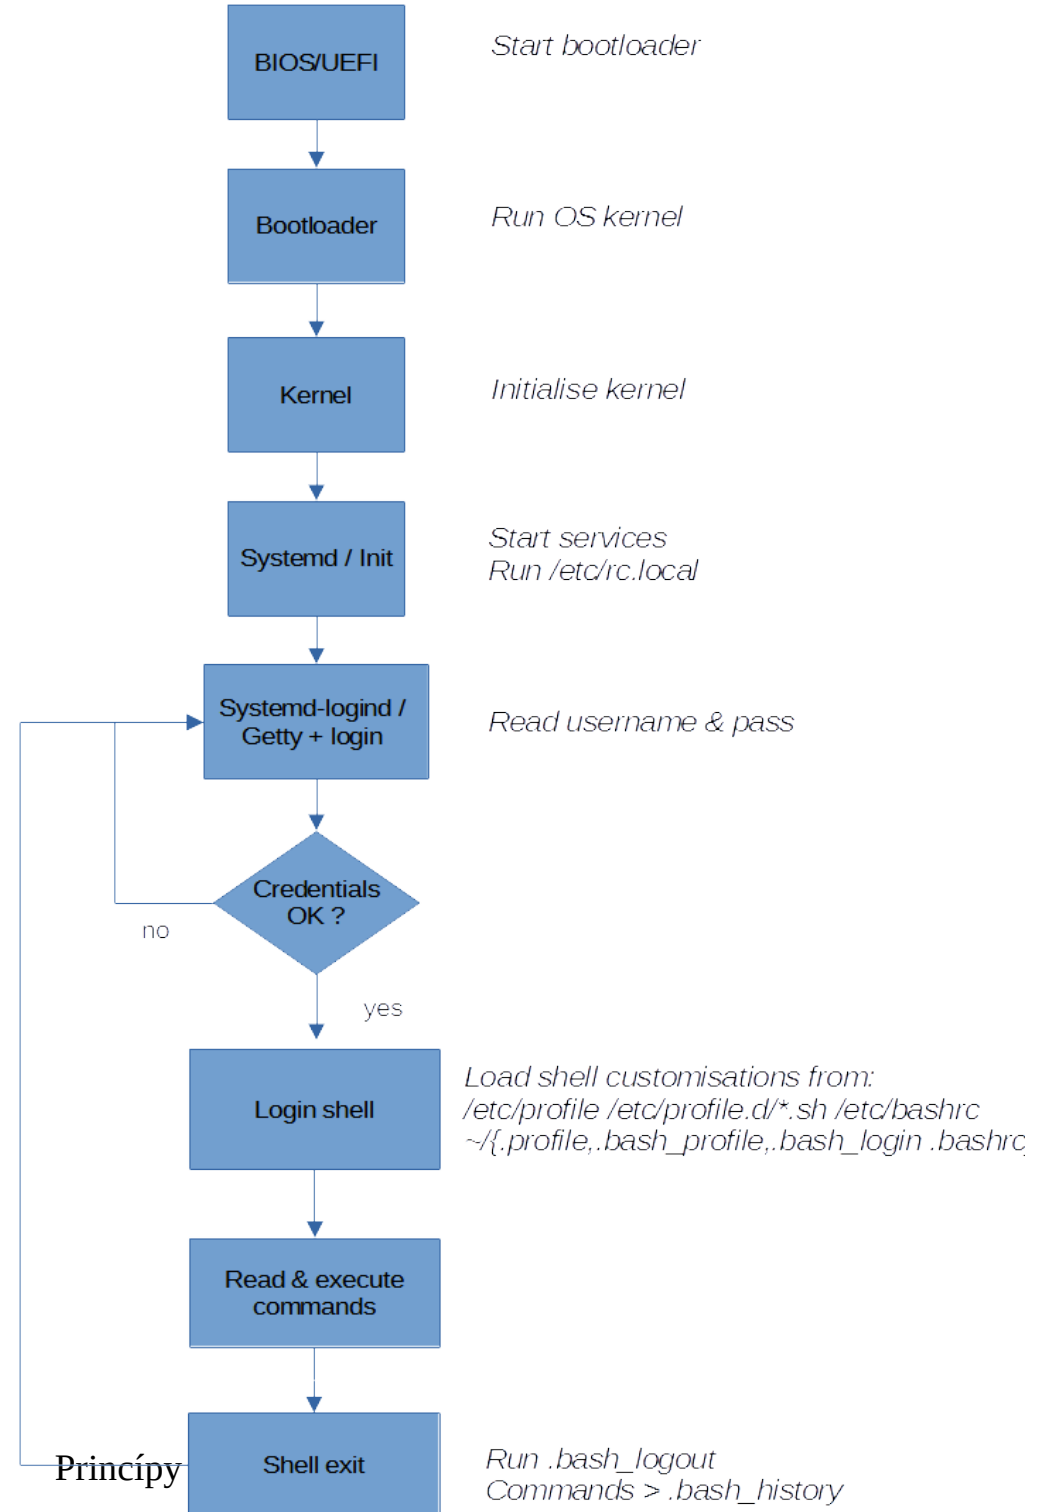 BIOS/UEFI
Start bootloader
Bootloader
Run OS kernel
Kernel
Initialise kernel
Systemd / Init
Start services
Run /etc/rc.local
Systemd-logind /
Getty + login
Read username & pass
Credentials
OK ?
no
yes
Login shell
Load shell customisations from:
/etc/profile /etc/profile.d/*.sh /etc/bashrc
~/{.profile,.bash_profile,.bash_login .bashrc
Read & execute
commands
Princípy
Shell exit
Run .bash_logout
Commands > .bash_history